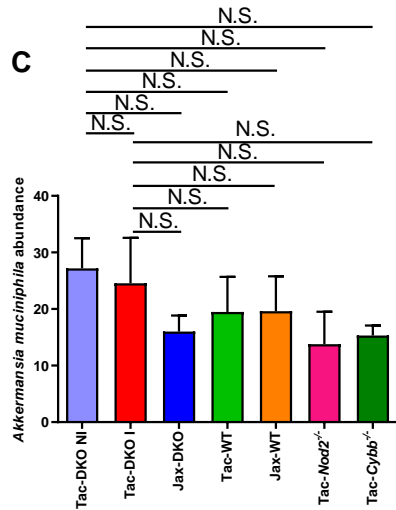 C
N.S.
N.S.
N.S.
N.S.
N.S.
N.S.
N.S.
N.S.
N.S.
N.S.
N.S.
Akkermansia muciniphila abundance
40
30
20
10
0
Tac-DKO NI
Tac-DKO I
Jax-DKO
Tac-WT
Jax-WT
Tac-Nod2-/-
Tac-Cybb-/-